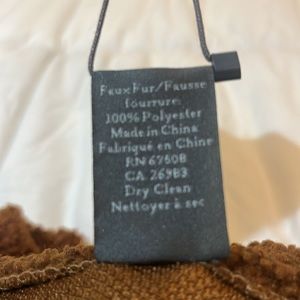 Faux Fur/Fausse
fourrure:
100% Polyester
Made in China
Fabriqué en Chine
RN 67608
CA 26983
Dry Clean
Nettoyer à sec